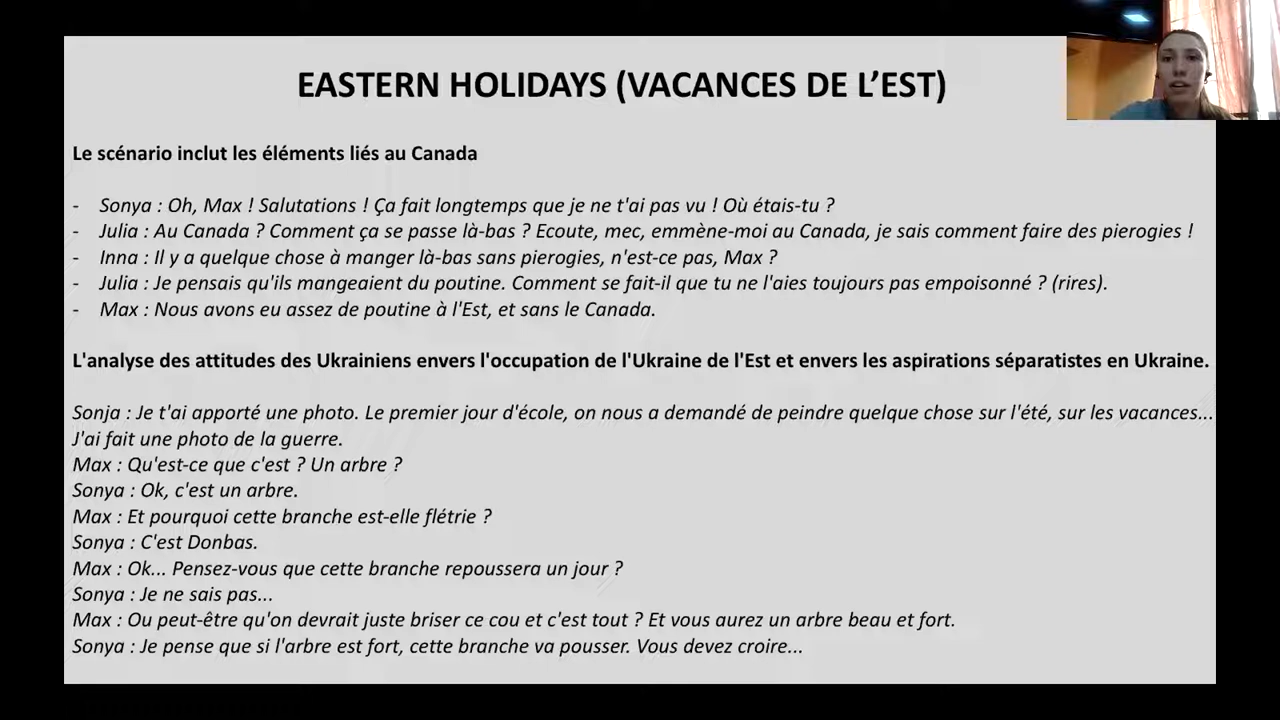 EASTERN HOLIDAYS (VACANCES DE L’EST)
Le scénario inclut les éléments liés au Canada
- Sonya : Oh, Max ! Salutations ! Ça fait longtemps que je ne t'ai pas vu ! Où étais-tu ?
- Julia : Au Canada ? Comment ça se passe là-bas ? Ecoute, mec, emmène-moi au Canada, je sais comment faire des pierogies !
- Inna : Il y a quelque chose à manger là-bas sans pierogies, n'est-ce pas, Max ?
- Julia : Je pensais qu'ils mangeaient du poutine. Comment se fait-il que tu ne l'aies toujours pas empoisonné ? (rires).
- Max : Nous avons eu assez de poutine à l'Est, et sans le Canada.
L'analyse des attitudes des Ukrainiens envers l'occupation de l'Ukraine de l'Est et envers les aspirations séparatistes en Ukraine.
Sonja : Je t'ai apporté une photo. Le premier jour d'école, on nous a demandé de peindre quelque chose sur l'été, sur les vacances...
J'ai fait une photo de la guerre.
Max : Qu'est-ce que c'est ? Un arbre ?
Sonya : Ok, c'est un arbre.
Max : Et pourquoi cette branche est-elle flétrie ?
Sonya : C'est Donbas.
Max : Ok... Pensez-vous que cette branche repoussera un jour ?
Sonya : Je ne sais pas...
Max : Ou peut-être qu'on devrait juste briser ce cou et c'est tout ? Et vous aurez un arbre beau et fort.
Sonya : Je pense que si l'arbre est fort, cette branche va pousser. Vous devez croire...